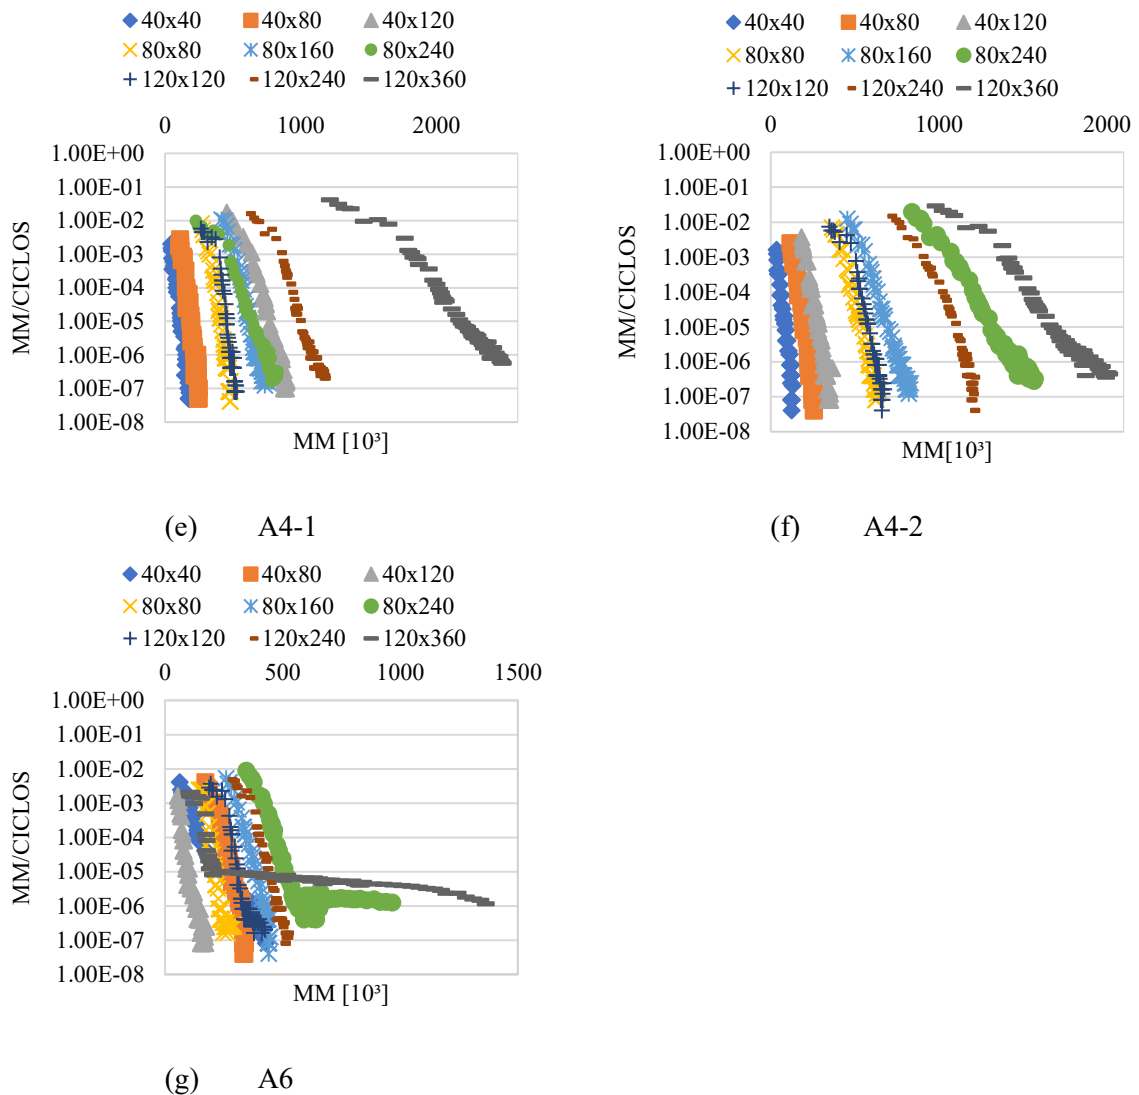 40x40 40x80 40x120
80x80 80x160 80x240
120x120 120x240 120x360
0 1000 2000
1.00E+00
1.00E-01
1.00E-02
1.00E-03
1.00E-04
1.00E-05
1.00E-06
1.00E-07
1.00E-08
MM/CICLOS
MM [10³]
(e) A4-1
40x40 40x80 40x120
80x80 80x160 80x240
120x120 120x240 120x360
0 1000 2000
1.00E+00
1.00E-01
1.00E-02
1.00E-03
1.00E-04
1.00E-05
1.00E-06
1.00E-07
1.00E-08
MM/CICLOS
MM[10³]
(f) A4-2
40x40 40x80 40x120
80x80 80x160 80x240
120x120 120x240 120x360
0 500 1000 1500
1.00E+00
1.00E-01
1.00E-02
1.00E-03
1.00E-04
1.00E-05
1.00E-06
1.00E-07
1.00E-08
MM/CICLOS
MM [10³]
(g) A6